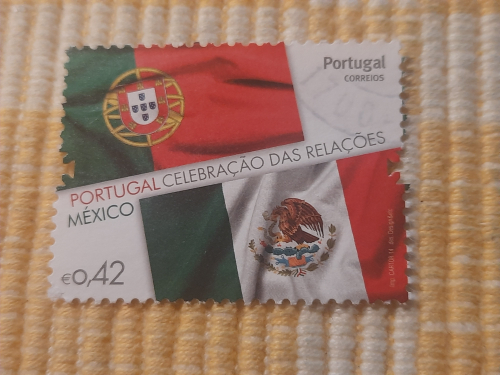 Portugal
CORREIOS
PORTUGAL CELEBRAÇÃO DAS RELAÇÕES
MÉXICO
€0,42